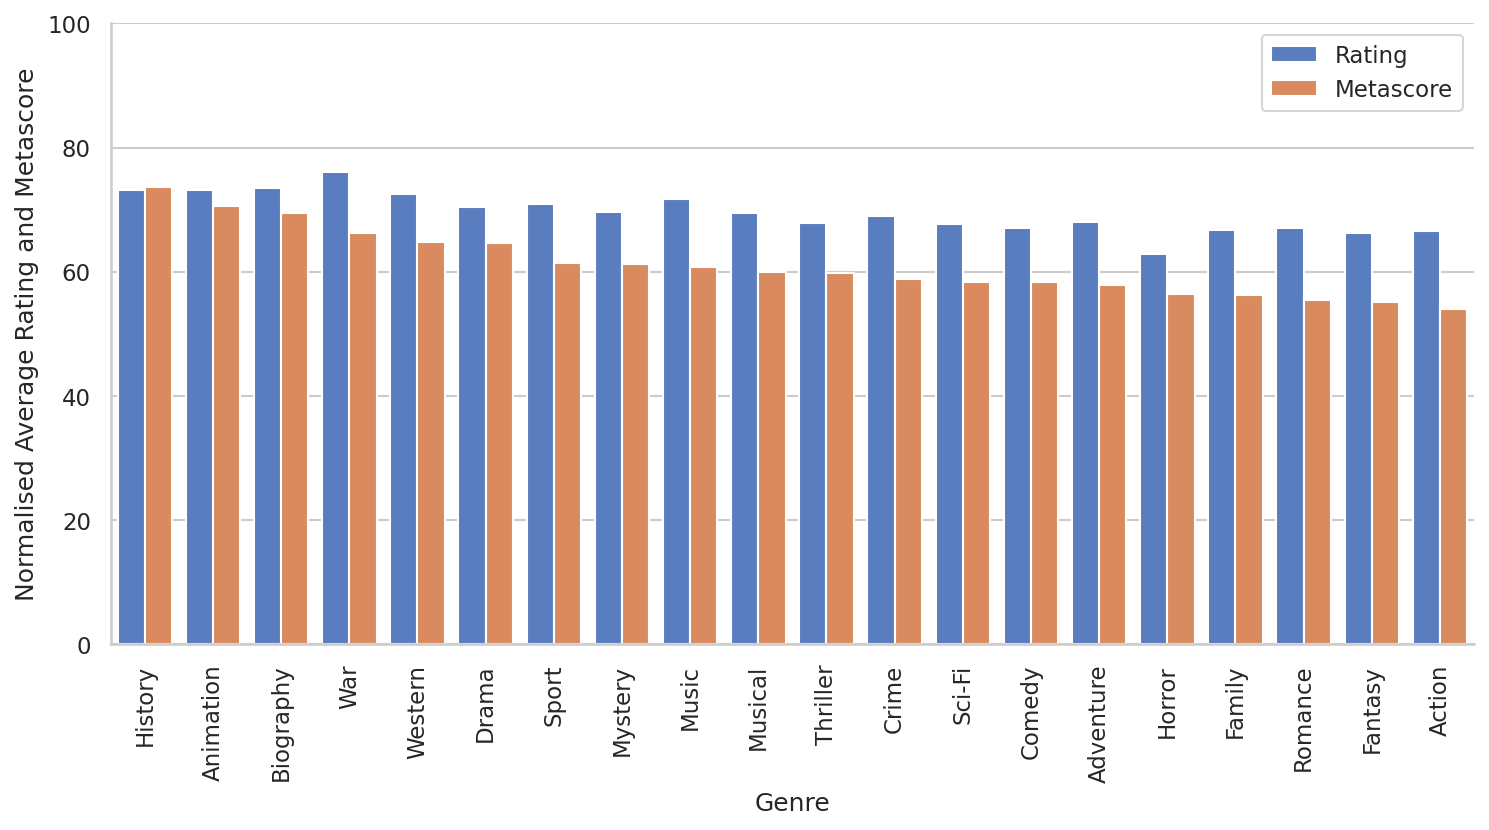 Normalised Average Rating and Metascore
100
80
60
40
20
0
Rating
Metascore
History
Animation
Biography
War
Western
Drama
Sport
Mystery
Music
Musical
Thriller
Crime
Sci-Fi
Comedy
Adventure
Horror
Family
Romance
Fantasy
Action
Genre